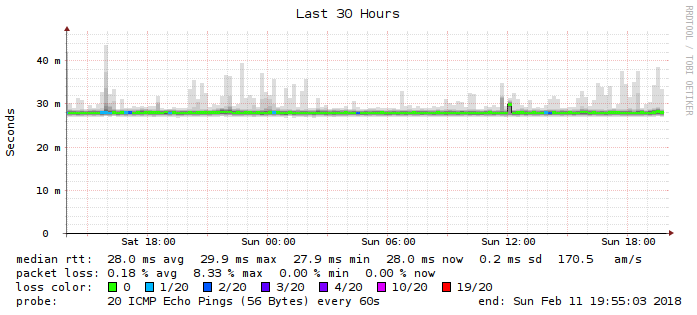 Last 30 Hours
RRDTOOL / TOBI OETIKER
Seconds
40 m
30 m
20 m
10 m
0
Sat 18:00 Sun 00:00 Sun 06:00 Sun 12:00 Sun 18:00
median rtt: 28.0 ms avg 29.9 ms max 27.9 ms min 28.0 ms now 0.2 ms sd 170.5 am/s
packet loss: 0.18 % avg 8.33 % max 0.00 % min 0.00 % now
loss color: 0 1/20 2/20 3/20 4/20 10/20 19/20
probe: 20 ICMP Echo Pings (56 Bytes) every 60s end: Sun Feb 11 19:55:03 2018